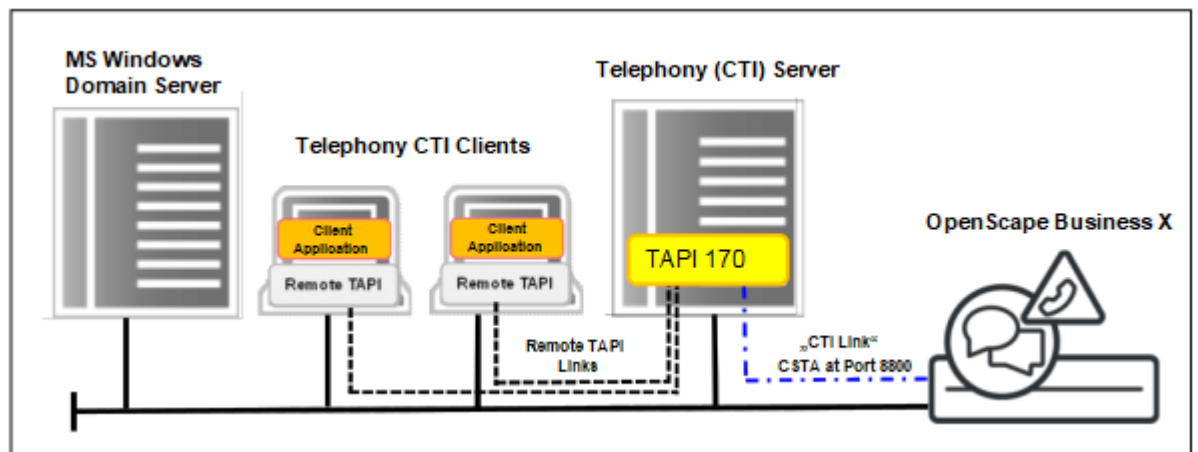 MS Windows
Domain Server
Telephony (CTI) Server
Telephony CTI Clients
OpenScape Business X
Client
Application
Client
Application
TAPI 170
Remote TAPI
Remote TAPI
Remote TAPI
Links
„CTI Link“
CSTA at Port 8800